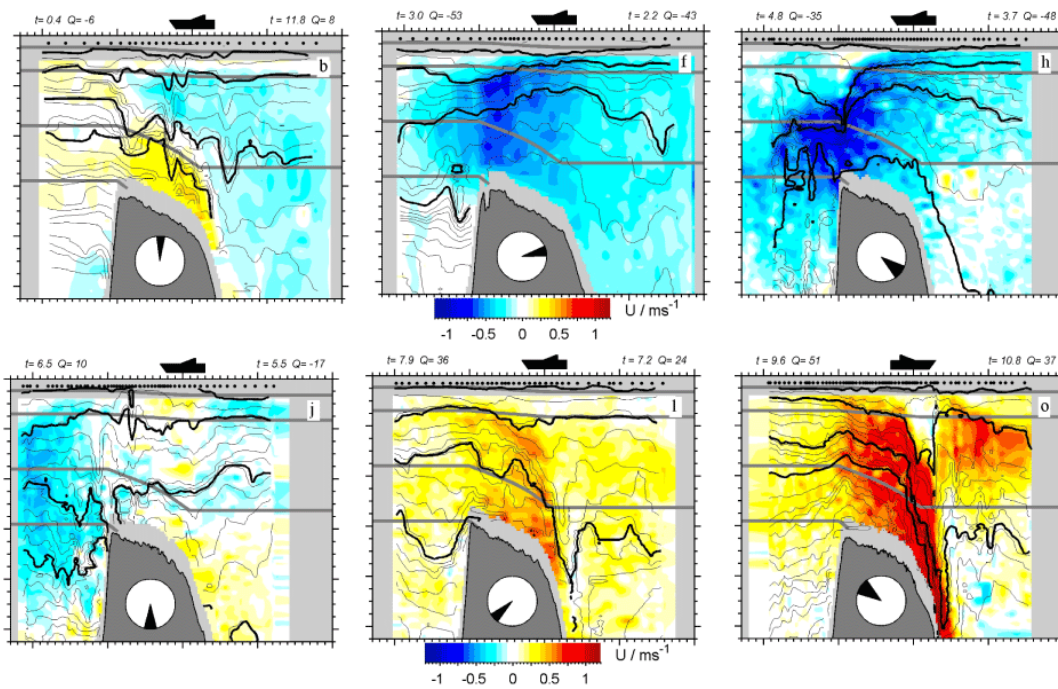 t= 0.4 Q= -6
t= 11.8 Q= 8
b
t= 3.0 Q= -53
t= 2.2 Q= -43
f
t= 4.8 Q= -35
t= 3.7 Q= -48
h
U / ms⁻¹
-1 -0.5 0 0.5 1
t= 6.5 Q= 10
t= 5.5 Q= -17
j
t= 7.9 Q= 36
t= 7.2 Q= 24
l
t= 9.6 Q= 51
t= 10.8 Q= 37
o
U / ms⁻¹
-1 -0.5 0 0.5 1